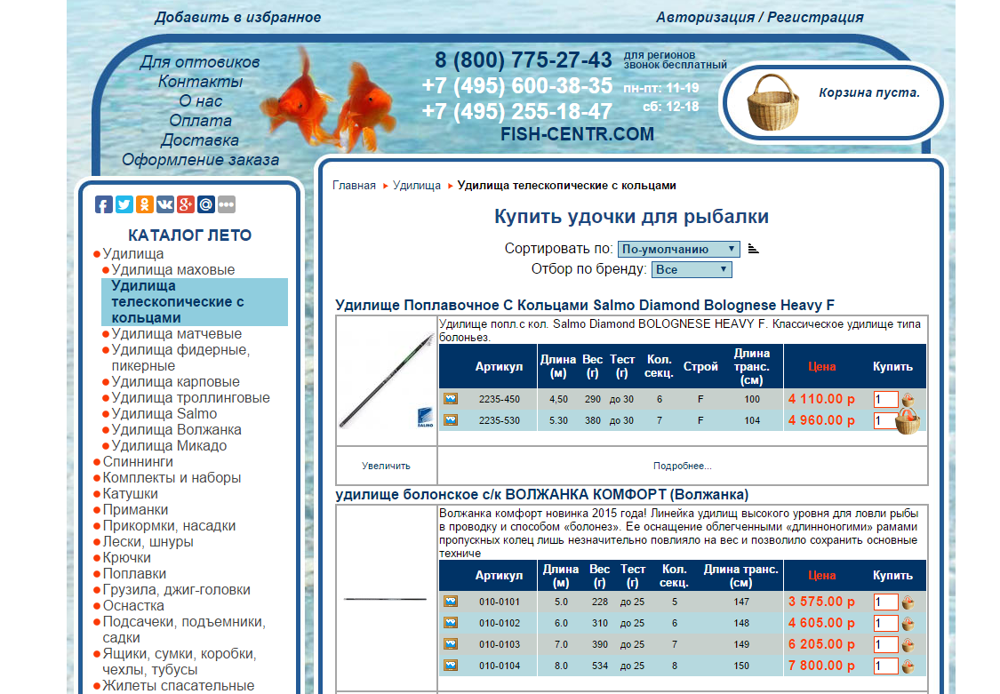 Добавить в избранное
Авторизация / Регистрация
Для оптовиков
Контакты
О нас
Оплата
Доставка
Оформление заказа
8 (800) 775-27-43
для регионов
звонок бесплатный
+7 (495) 600-38-35
пн-пт: 11-19
+7 (495) 255-18-47
сб: 12-18
FISH-CENTR.COM
Корзина пуста.
КАТАЛОГ ЛЕТО
Удилища
Удилища маховые
Удилища
телескопические с
кольцами
Удилища матчевые
Удилища фидерные,
пикерные
Удилища карповые
Удилища троллинговые
Удилища Salmo
Удилища Волжанка
Удилища Микадо
Спиннинги
Комплекты и наборы
Катушки
Приманки
Прикормки, насадки
Лески, шнуры
Крючки
Поплавки
Грузила, джиг-головки
Оснастка
Подсачеки, подъемники,
садки
Ящики, сумки, коробки,
чехлы, тубусы
Жилеты спасательные
Главная Удилища Удилища телескопические с кольцами
Купить удочки для рыбалки
Сортировать по: По-умолчанию
Отбор по бренду: Все
Удилище Поплавочное С Кольцами Salmo Diamond Bolognese Heavy F
SALMO
Удилище попл.с кол. Salmo Diamond BOLOGNESE HEAVY F. Классическое удилище типа
болоньез.
Артикул Длина (м) Вес (г) Тест (г) Кол. секц. Строй Длина транс. (см) Цена Купить
2235-450 4,50 290 до 30 6 F 100 4 110.00 р 1
2235-530 5.30 380 до 30 7 F 104 4 960.00 р 1
Увеличить Подробнее...
удилище болонское с/к ВОЛЖАНКА КОМФОРТ (Волжанка)
Волжанка комфорт новинка 2015 года! Линейка удилищ высокого уровня для ловли рыбы
в проводку и способом «болонез». Ее оснащение облегченными «длинноногими» рамами
пропускных колец лишь незначительно повлияло на вес и позволило сохранить основные
техниче
Артикул Длина (м) Вес (г) Тест (г) Кол. секц. Длина транс. (см) Цена Купить
010-0101 5.0 228 до 25 5 147 3 575.00 р 1
010-0102 6.0 310 до 25 6 148 4 605.00 р 1
010-0103 7.0 390 до 25 7 149 6 205.00 р 1
010-0104 8.0 534 до 25 8 150 7 800.00 р 1